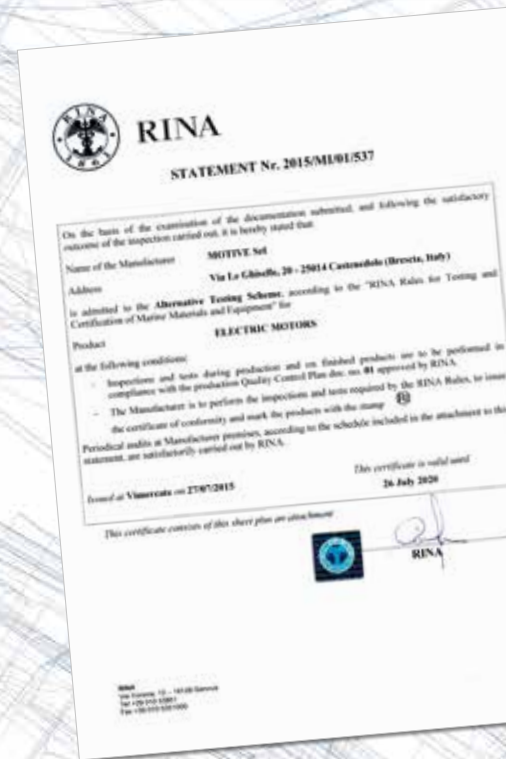 RINA
1861
RINA
STATEMENT Nr. 2015/MI/01/537
On the basis of the examination of the documentation submitted, and following the satisfactory
outcome of the inspection carried out, it is hereby stated that
Name of the Manufacturer MOTIVE Srl
Address Via Le Ghiselle, 20 - 25014 Castenedolo (Brescia, Italy)
is admitted to the Alternative Testing Scheme, according to the "RINA Rules for Testing and
Certification of Marine Materials and Equipment" for
Product ELECTRIC MOTORS
at the following conditions:
- Inspections and tests during production and on finished products are to be performed in
compliance with the production Quality Control Plan doc. no. 01 approved by RINA.
- The Manufacturer is to perform the inspections and tests required by the RINA Rules, to issue
the certificate of conformity and mark the products with the stamp
Periodical audits at Manufacturer premises, according to the schedule included in the attachment to this
statement, are satisfactorily carried out by RINA.
Issued at Vimercate on 27/07/2015
This certificate is valid until
26 July 2020
This certificate consists of this sheet plus an attachment
RINA
RINA